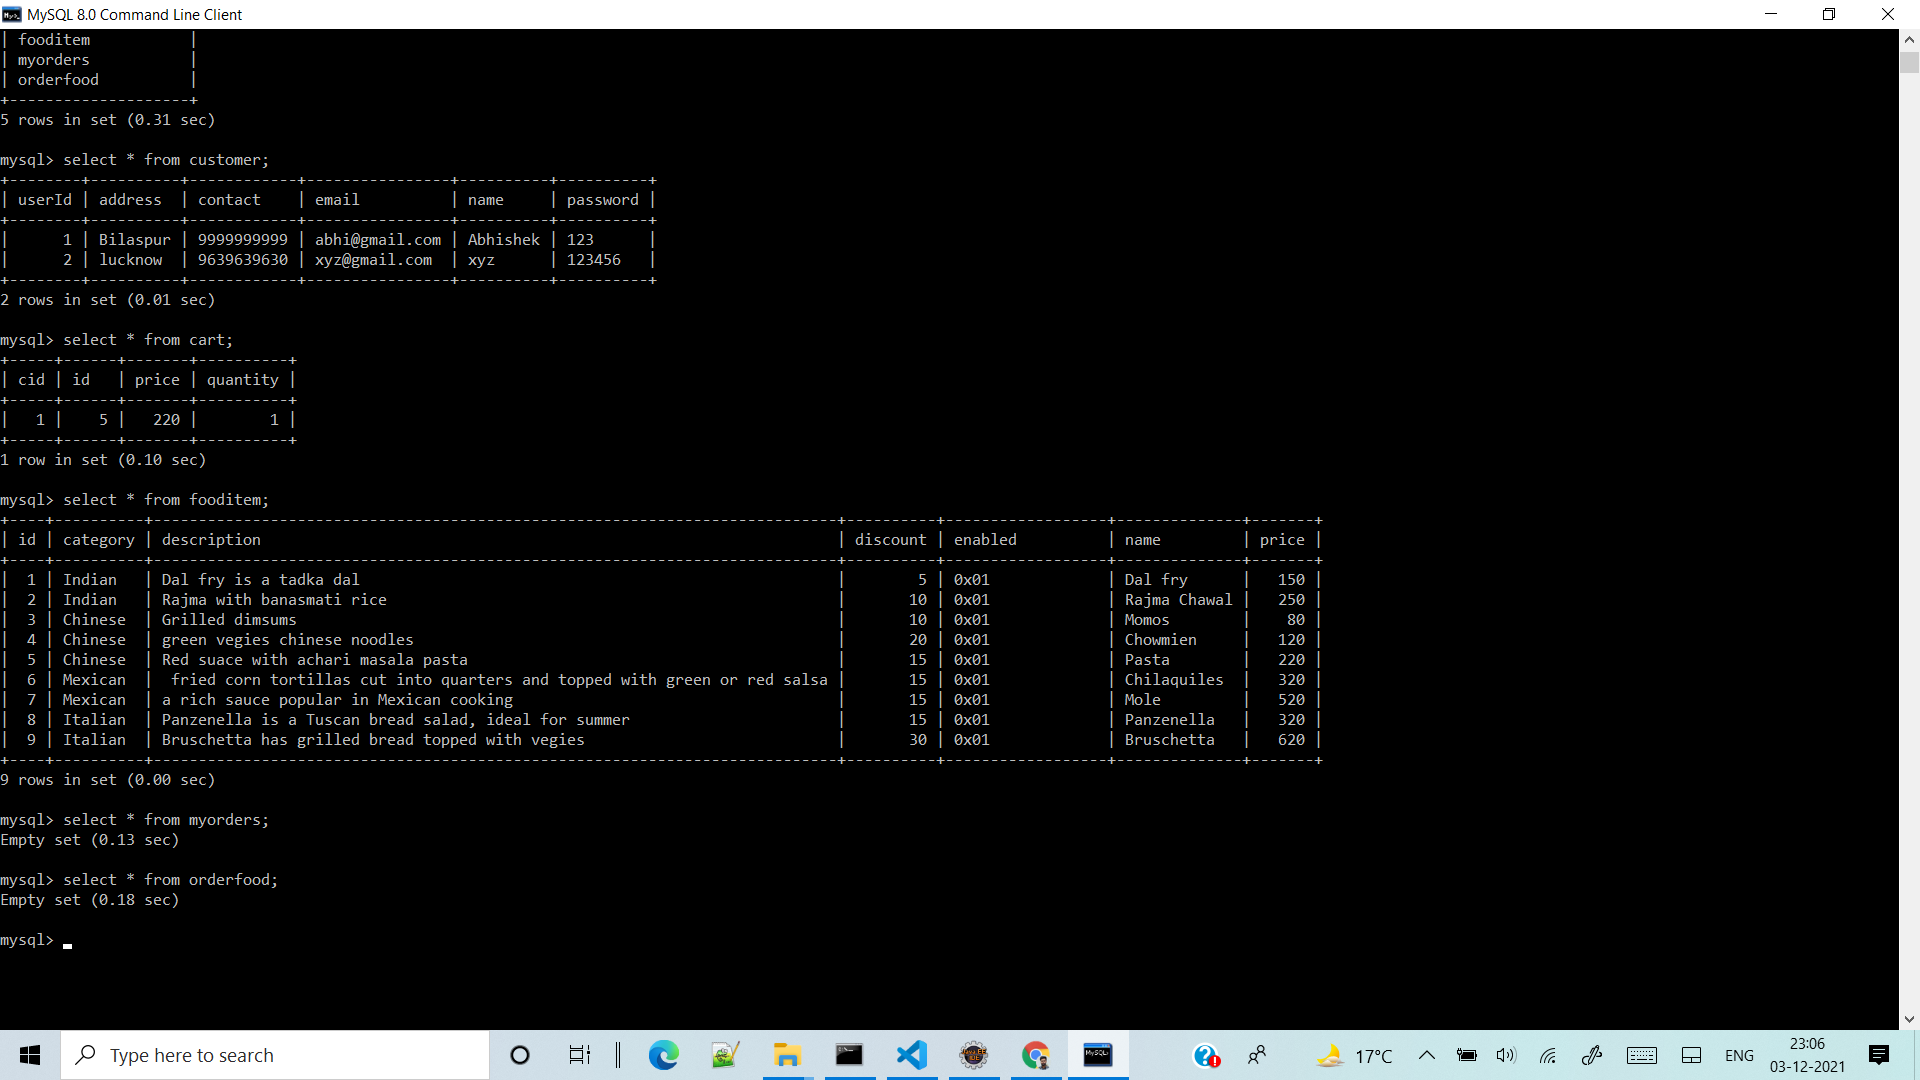 MySQL 8.0 Command Line Client
| fooditem           |
| myorders           |
| orderfood          |
+--------------------+
5 rows in set (0.31 sec)
mysql> select * from customer;
+--------+----------+------------+----------------+----------+----------+
| userId | address  | contact    | email          | name     | password |
+--------+----------+------------+----------------+----------+----------+
|      1 | Bilaspur | 9999999999 | abhi@gmail.com | Abhishek | 123      |
|      2 | lucknow  | 9639639630 | xyz@gmail.com  | xyz      | 123456   |
+--------+----------+------------+----------------+----------+----------+
2 rows in set (0.01 sec)
mysql> select * from cart;
+-----+------+-------+----------+
| cid | id   | price | quantity |
+-----+------+-------+----------+
|   1 |    5 |   220 |        1 |
+-----+------+-------+----------+
1 row in set (0.10 sec)
mysql> select * from fooditem;
+----+----------+----------------------------------------------------------------------------+----------+------------------+--------------+-------+
| id | category | description                                                                | discount | enabled          | name         | price |
+----+----------+----------------------------------------------------------------------------+----------+------------------+--------------+-------+
|  1 | Indian   | Dal fry is a tadka dal                                                     |        5 | 0x01             | Dal fry      |   150 |
|  2 | Indian   | Rajma with banasmati rice                                                  |       10 | 0x01             | Rajma Chawal |   250 |
|  3 | Chinese  | Grilled dimsums                                                            |       10 | 0x01             | Momos        |    80 |
|  4 | Chinese  | green vegies chinese noodles                                               |       20 | 0x01             | Chowmien     |   120 |
|  5 | Chinese  | Red suace with achari masala pasta                                         |       15 | 0x01             | Pasta        |   220 |
|  6 | Mexican  |  fried corn tortillas cut into quarters and topped with green or red salsa |       15 | 0x01             | Chilaquiles  |   320 |
|  7 | Mexican  | a rich sauce popular in Mexican cooking                                    |       15 | 0x01             | Mole         |   520 |
|  8 | Italian  | Panzenella is a Tuscan bread salad, ideal for summer                       |       15 | 0x01             | Panzenella   |   320 |
|  9 | Italian  | Bruschetta has grilled bread topped with vegies                            |       30 | 0x01             | Bruschetta   |   620 |
+----+----------+----------------------------------------------------------------------------+----------+------------------+--------------+-------+
9 rows in set (0.00 sec)
mysql> select * from myorders;
Empty set (0.13 sec)
mysql> select * from orderfood;
Empty set (0.18 sec)
mysql> _
Type here to search
17°C
ENG
23:06
03-12-2021